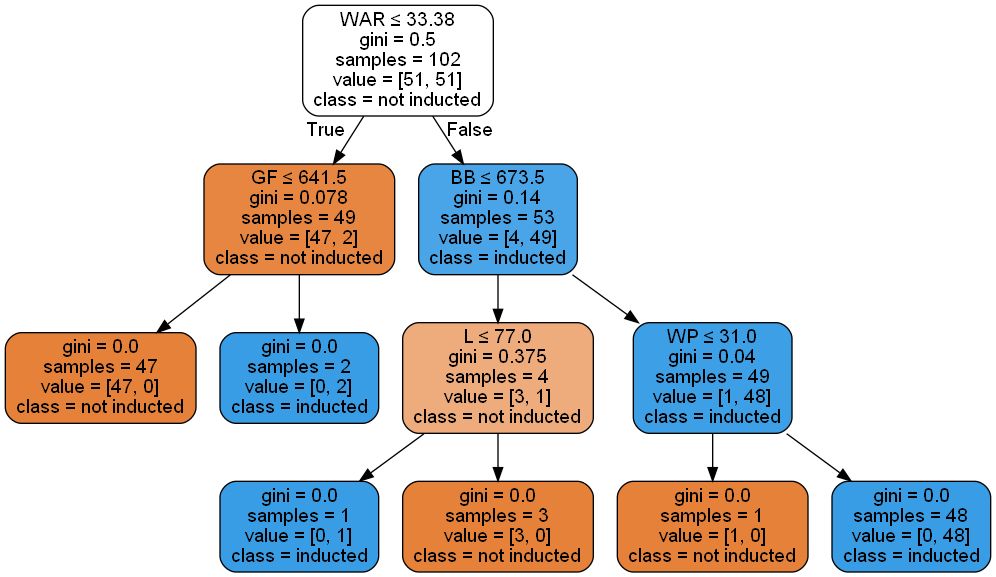 WAR ≤ 33.38
gini = 0.5
samples = 102
value = [51, 51]
class = not inducted
True
False
GF ≤ 641.5
gini = 0.078
samples = 49
value = [47, 2]
class = not inducted
BB ≤ 673.5
gini = 0.14
samples = 53
value = [4, 49]
class = inducted
gini = 0.0
samples = 47
value = [47, 0]
class = not inducted
gini = 0.0
samples = 2
value = [0, 2]
class = inducted
L ≤ 77.0
gini = 0.375
samples = 4
value = [3, 1]
class = not inducted
WP ≤ 31.0
gini = 0.04
samples = 49
value = [1, 48]
class = inducted
gini = 0.0
samples = 1
value = [0, 1]
class = inducted
gini = 0.0
samples = 3
value = [3, 0]
class = not inducted
gini = 0.0
samples = 1
value = [1, 0]
class = not inducted
gini = 0.0
samples = 48
value = [0, 48]
class = inducted